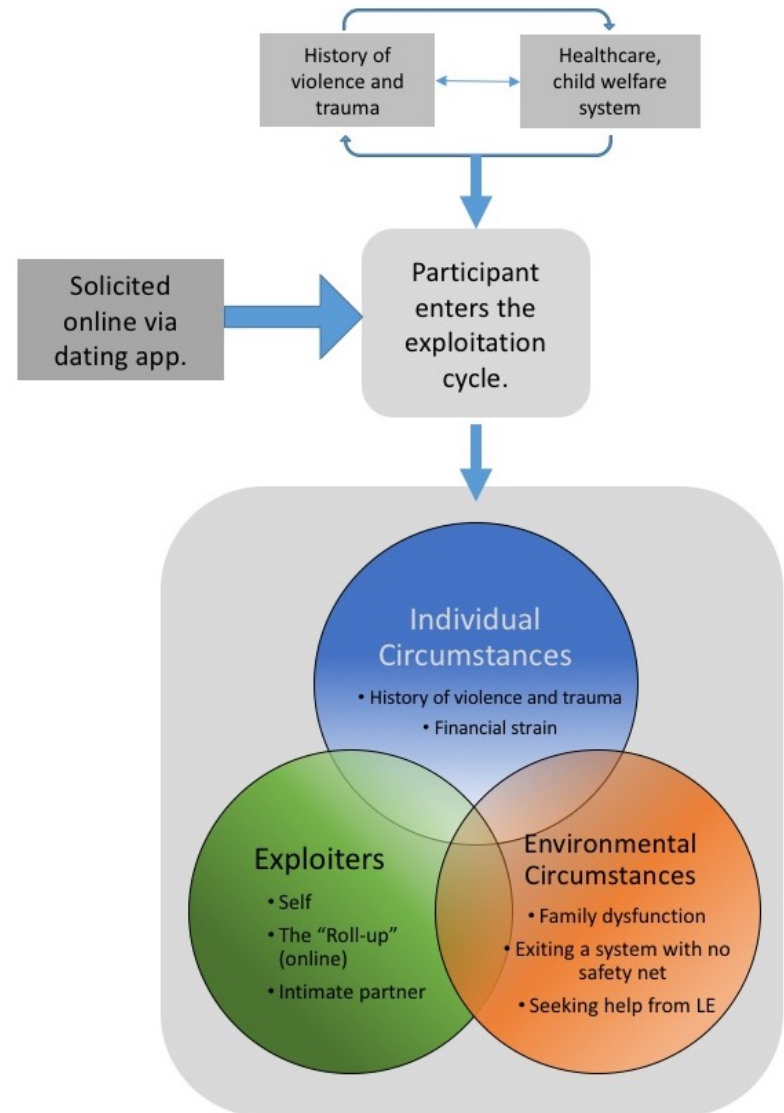 History of
violence and
trauma
Healthcare,
child welfare
system
Solicited
online via
dating app.
Participant
enters the
exploitation
cycle.
Individual
Circumstances
• History of violence and trauma
• Financial strain
Exploiters
• Self
• The “Roll-up”
(online)
• Intimate partner
Environmental
Circumstances
• Family dysfunction
• Exiting a system with no
safety net
• Seeking help from LE